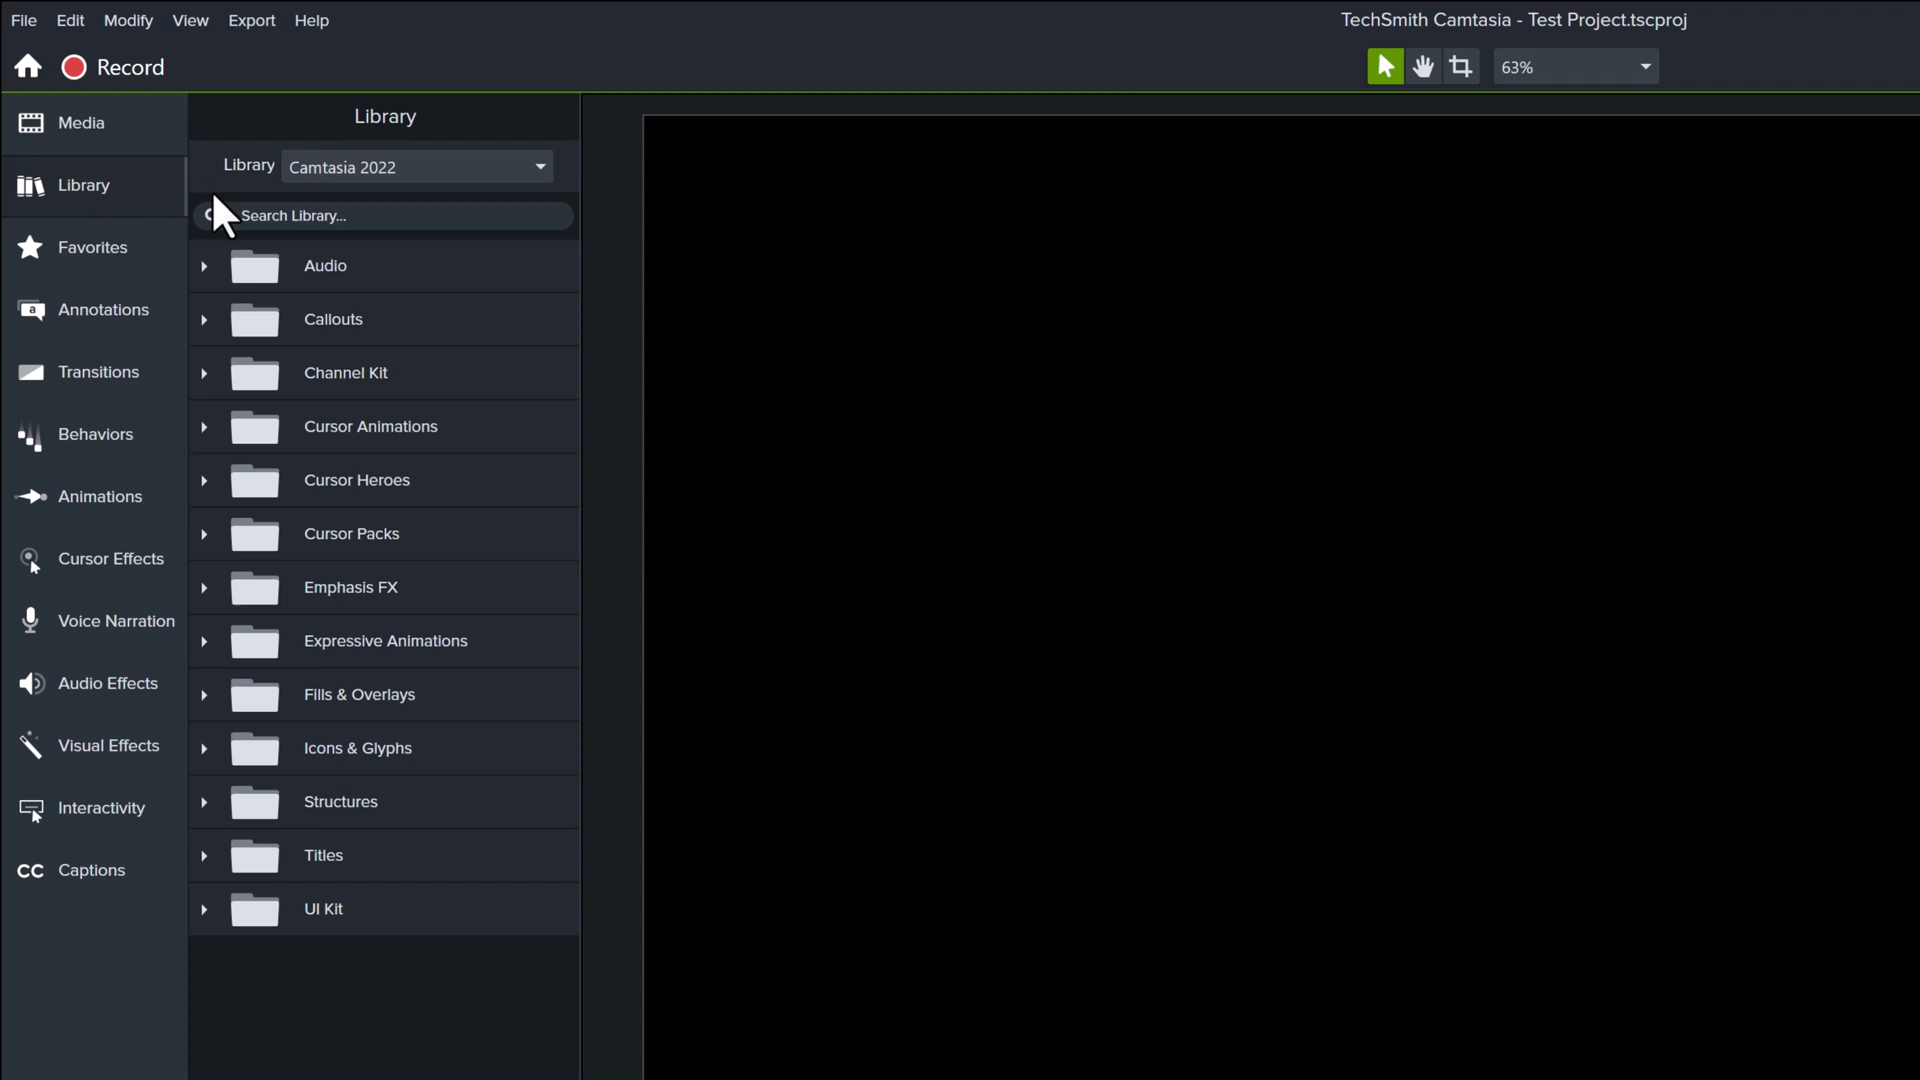 File Edit Modify View Export Help
TechSmith Camtasia - Test Project.tscproj
Record
63%
Media
Library
Favorites
a
Annotations
Transitions
Behaviors
Animations
Cursor Effects
Voice Narration
Audio Effects
Visual Effects
Interactivity
CC Captions
Library
Library Camtasia 2022
Search Library...
Audio
Callouts
Channel Kit
Cursor Animations
Cursor Heroes
Cursor Packs
Emphasis FX
Expressive Animations
Fills & Overlays
Icons & Glyphs
Structures
Titles
UI Kit